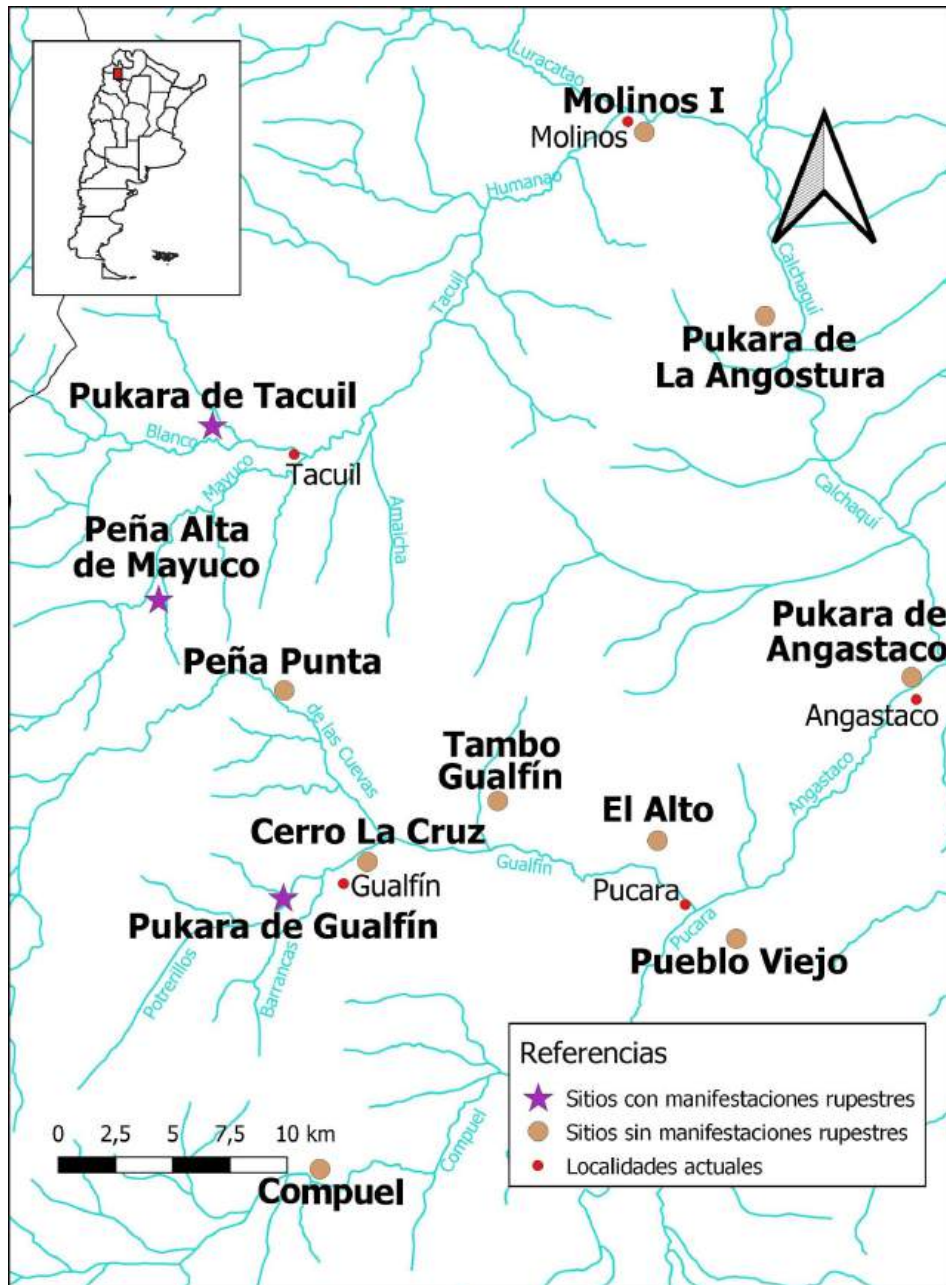 Luracatao
Molinos I
Molinos
Humanao
Calchaquí
Tacuil
Pukara de
La Angostura
Pukara de Tacuil
Blanco
Mayuco
Tacuil
Amaicha
Calchaquí
Peña Alta
de Mayuco
Pukara de
Angastaco
Peña Punta
Angastaco
de las Cuevas
Tambo
Gualfín
Angastaco
El Alto
Cerro La Cruz
Gualfín
Gualfín
Pucara
Pukara de Gualfín
Pucara
Pueblo Viejo
Potrerillos
Barrancas
Referencias
Sitios con manifestaciones rupestres
Sitios sin manifestaciones rupestres
Localidades actuales
0 2,5 5 7,5 10 km
Compuel
Compuel